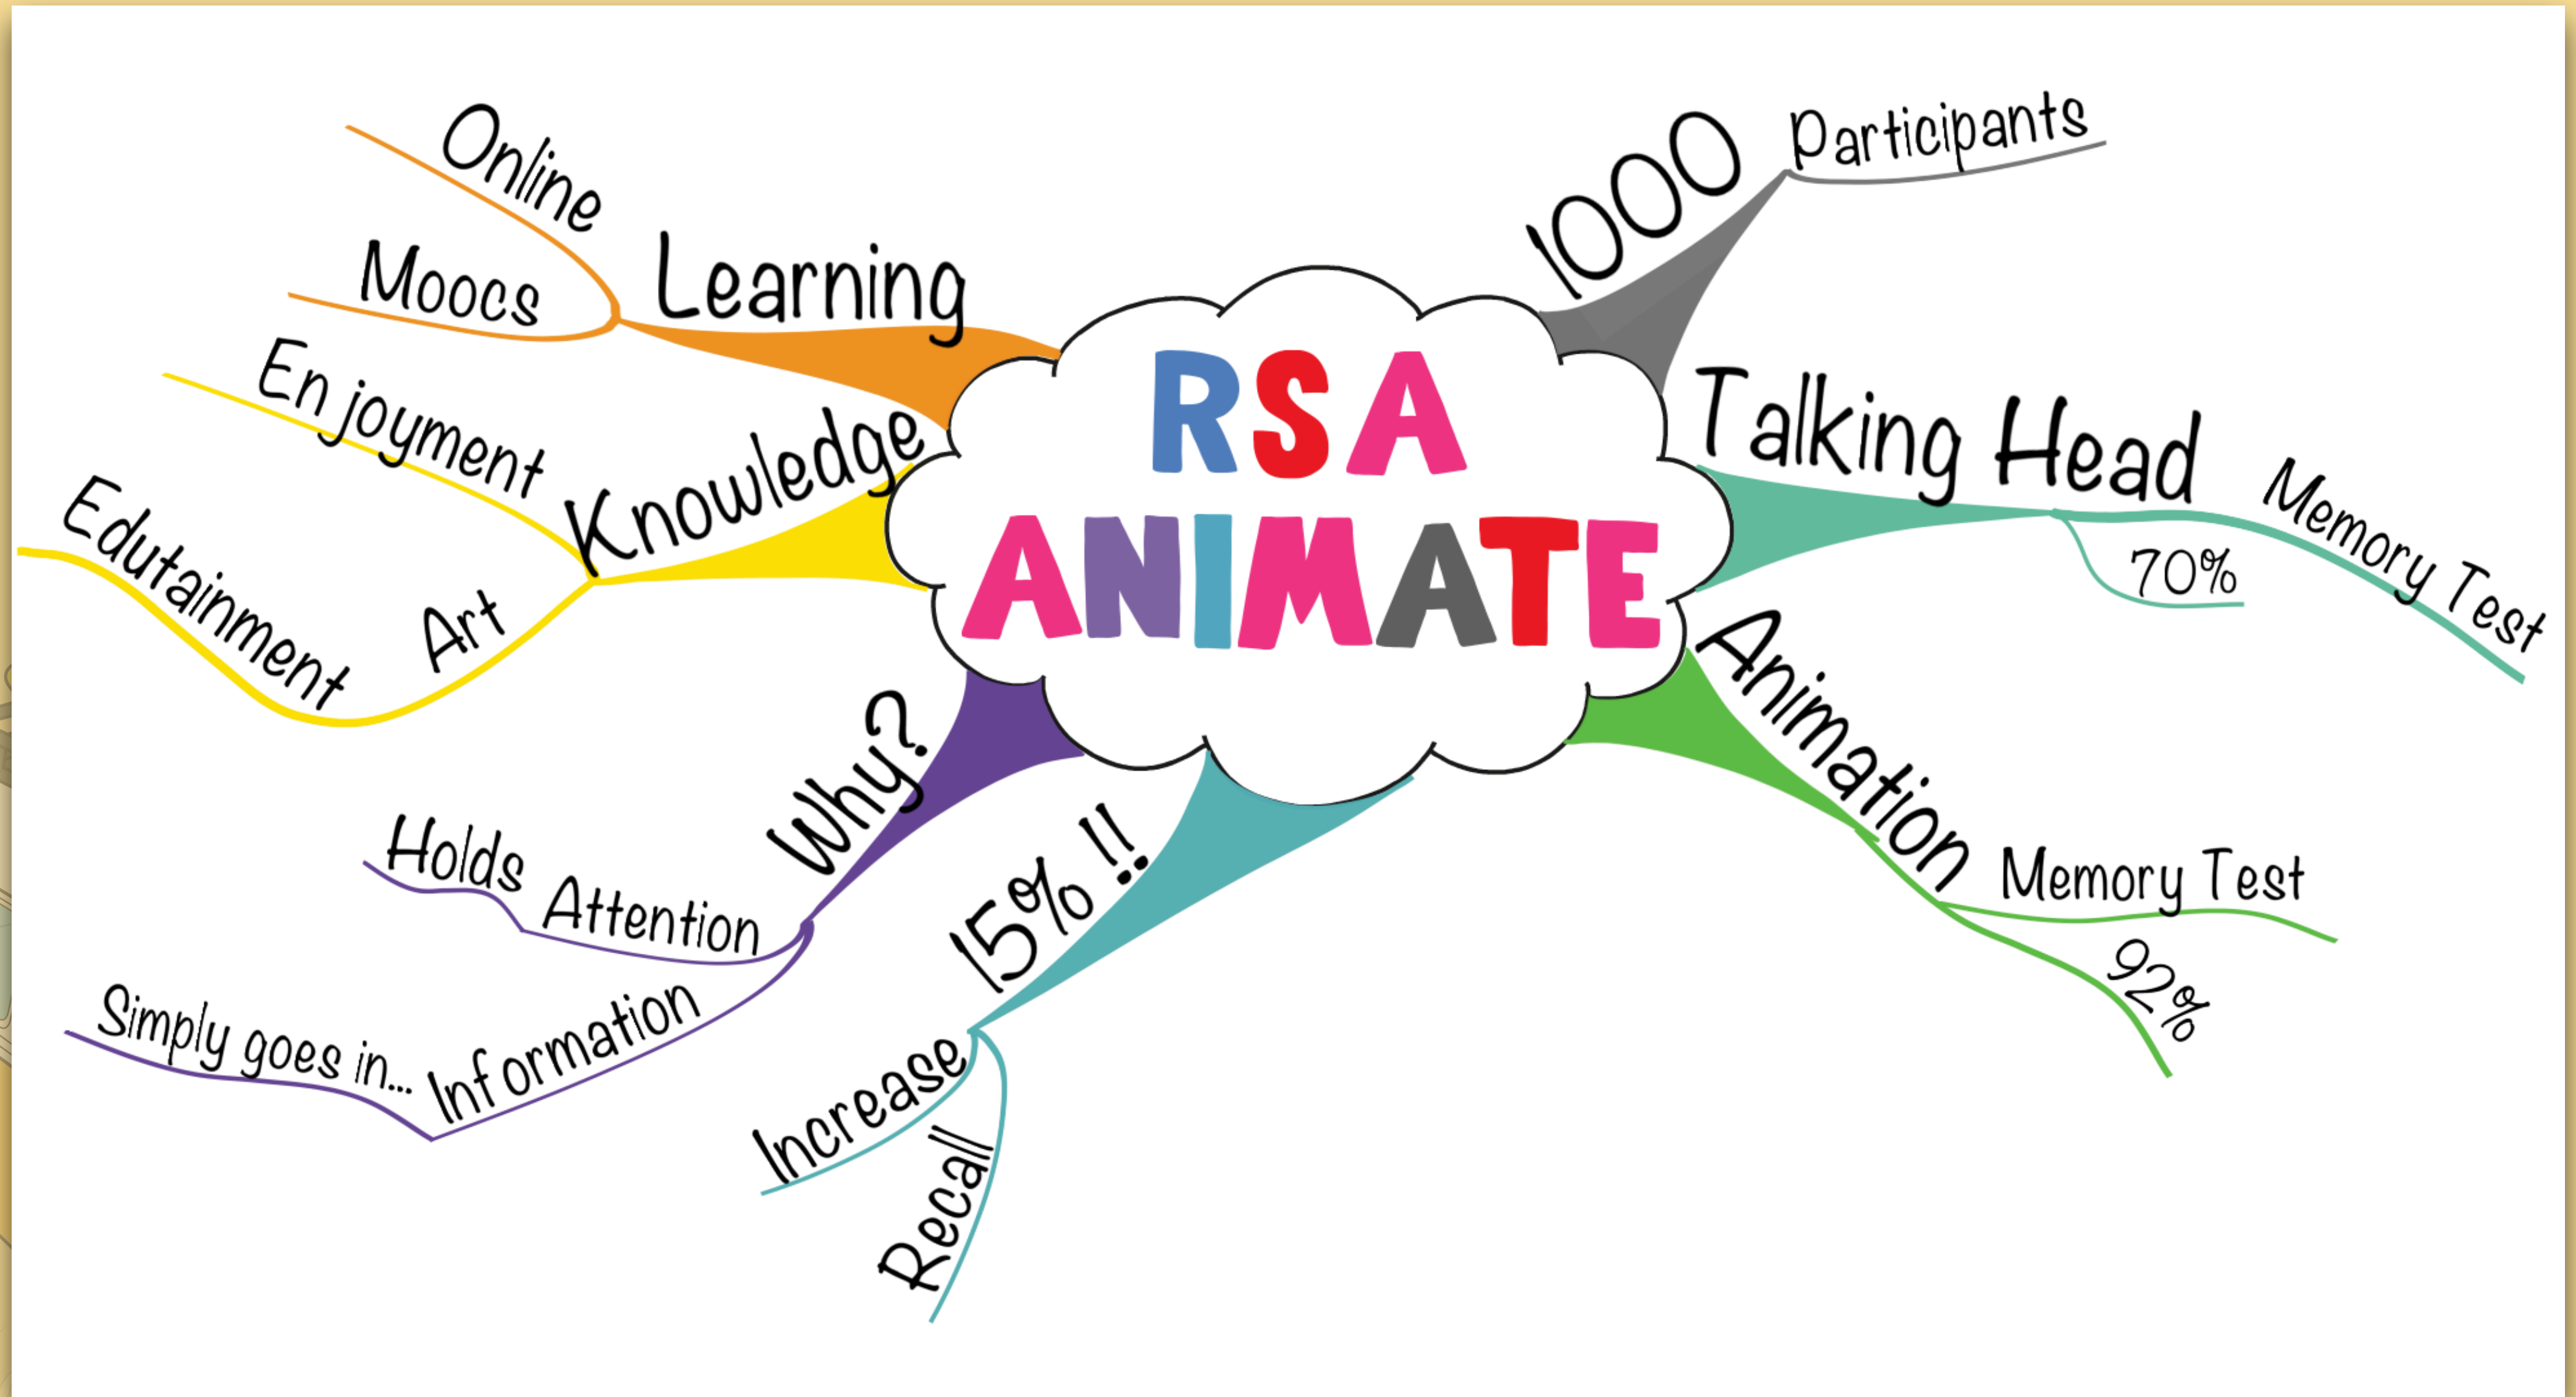 RSA
ANIMATE
1000
Participants
Talking Head
Memory Test
70%
Animation
Memory Test
92%
15% !!
Increase
Recall
Why?
Holds Attention
Information
Simply goes in...
Knowledge
Enjoyment
Art
Edutainment
Learning
Online
Moocs